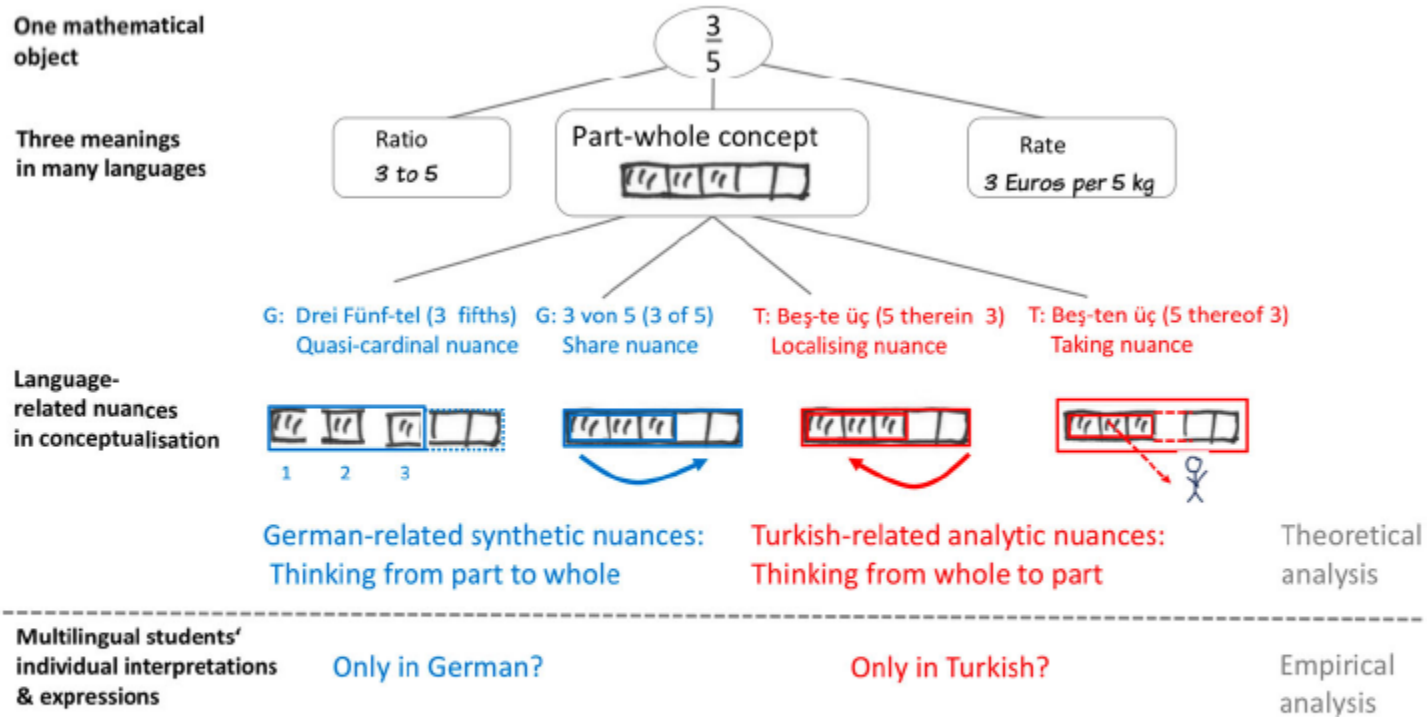 One mathematical
object
3
5
Three meanings
in many languages
Ratio
3 to 5
Part-whole concept
Rate
3 Euros per 5 kg
G: Drei Fünf-tel (3 fifths)
Quasi-cardinal nuance
G: 3 von 5 (3 of 5)
Share nuance
T: Beş-te üç (5 therein 3)
Localising nuance
T: Beş-ten üç (5 thereof 3)
Taking nuance
Language-
related nuances
in conceptualisation
1 2 3
German-related synthetic nuances:
Thinking from part to whole
Turkish-related analytic nuances:
Thinking from whole to part
Theoretical
analysis
Multilingual students‘
individual interpretations
& expressions
Only in German?
Only in Turkish?
Empirical
analysis